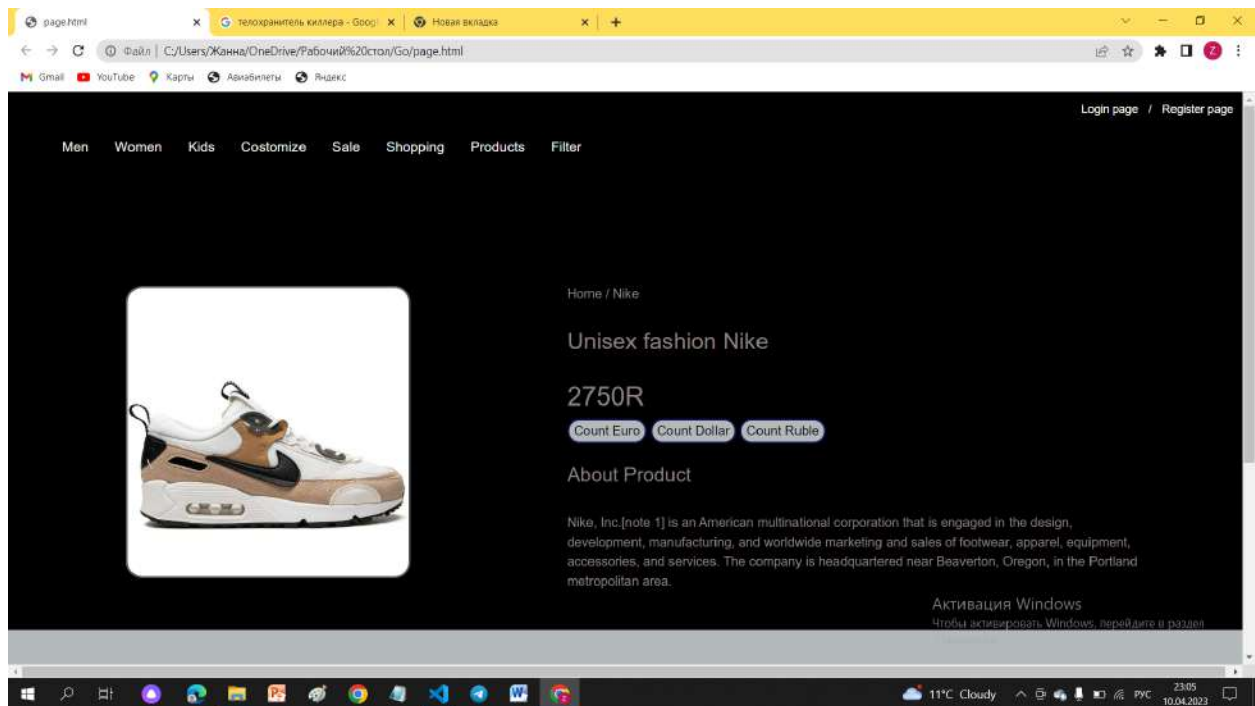 page.html
телохранитель киллера - Goog
Новая вкладка
Файл | C:/Users/Жанна/OneDrive/Рабочий%20стол/Go/page.html
Gmail YouTube Карты Авиабилеты Яндекс
Login page / Register page
Men Women Kids Costomize Sale Shopping Products Filter
Home / Nike
Unisex fashion Nike
2750R
Count Euro Count Dollar Count Ruble
About Product
Nike, Inc.[note 1] is an American multinational corporation that is engaged in the design,
development, manufacturing, and worldwide marketing and sales of footwear, apparel, equipment,
accessories, and services. The company is headquartered near Beaverton, Oregon, in the Portland
metropolitan area.
Активация Windows
Чтобы активировать Windows, перейдите в раздел
11°C Cloudy РУС 23:05
10.04.2023